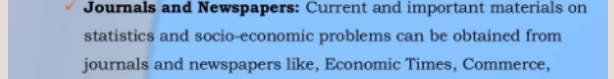 ✓ Journals and Newspapers: Current and important materials on
statistics and socio-economic problems can be obtained from
journals and newspapers like, Economic Times, Commerce,